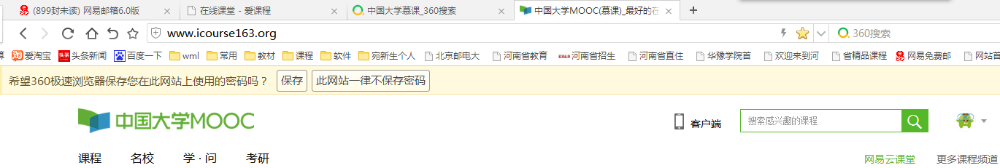 (899封未读) 网易邮箱6.0版 在线课堂 - 爱课程 中国大学慕课_360搜索 中国大学MOOC(慕课)_最好的在
www.icourse163.org 360搜索
爱淘宝 头条新闻 百度一下 wml 常用 教材 课程 软件 宛新生个人 北京邮电大 河南省教育 河南省招生 河南省直住 华豫学院首 欢迎来到河 省精品课程 网易免费邮 网站首
希望360极速浏览器保存您在此网站上使用的密码吗？ 保存 此网站一律不保存密码
中国大学MOOC 客户端 搜索感兴趣的课程
课程 名校 学·问 考研 网易云课堂 更多课程频道